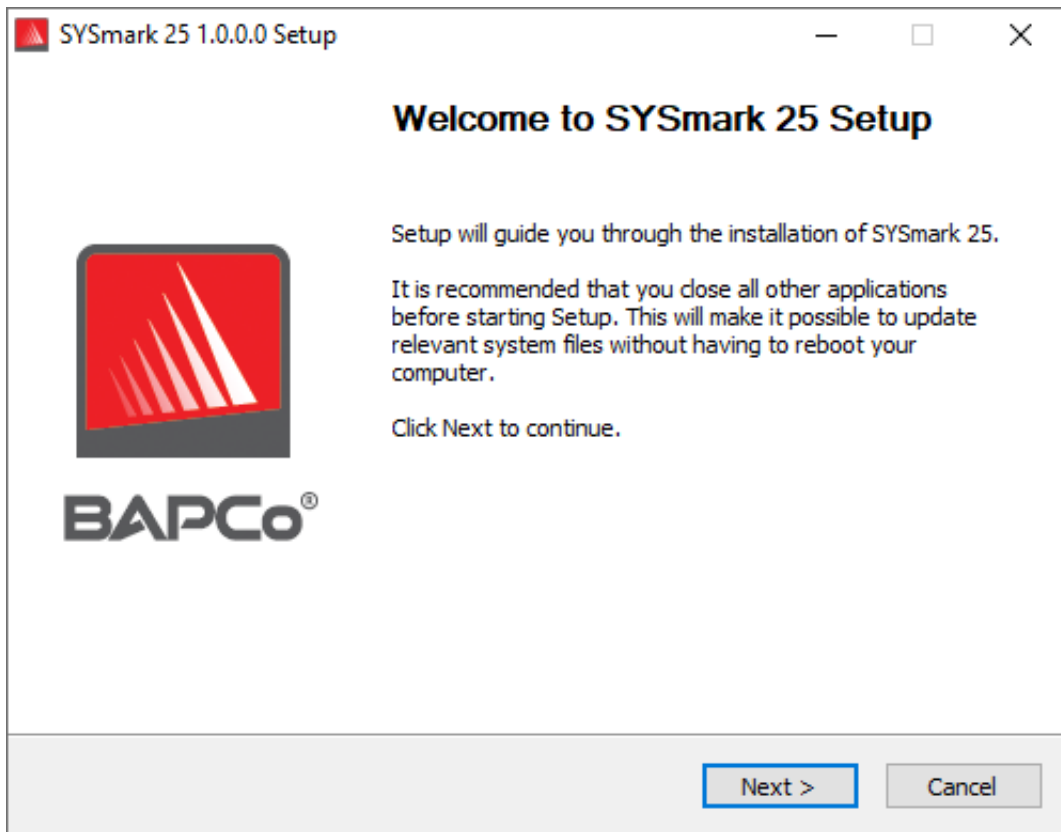 SYSmark 25 1.0.0.0 Setup
Welcome to SYSmark 25 Setup
Setup will guide you through the installation of SYSmark 25.
It is recommended that you close all other applications
before starting Setup. This will make it possible to update
relevant system files without having to reboot your
computer.
Click Next to continue.
BAPCo®
Next >
Cancel